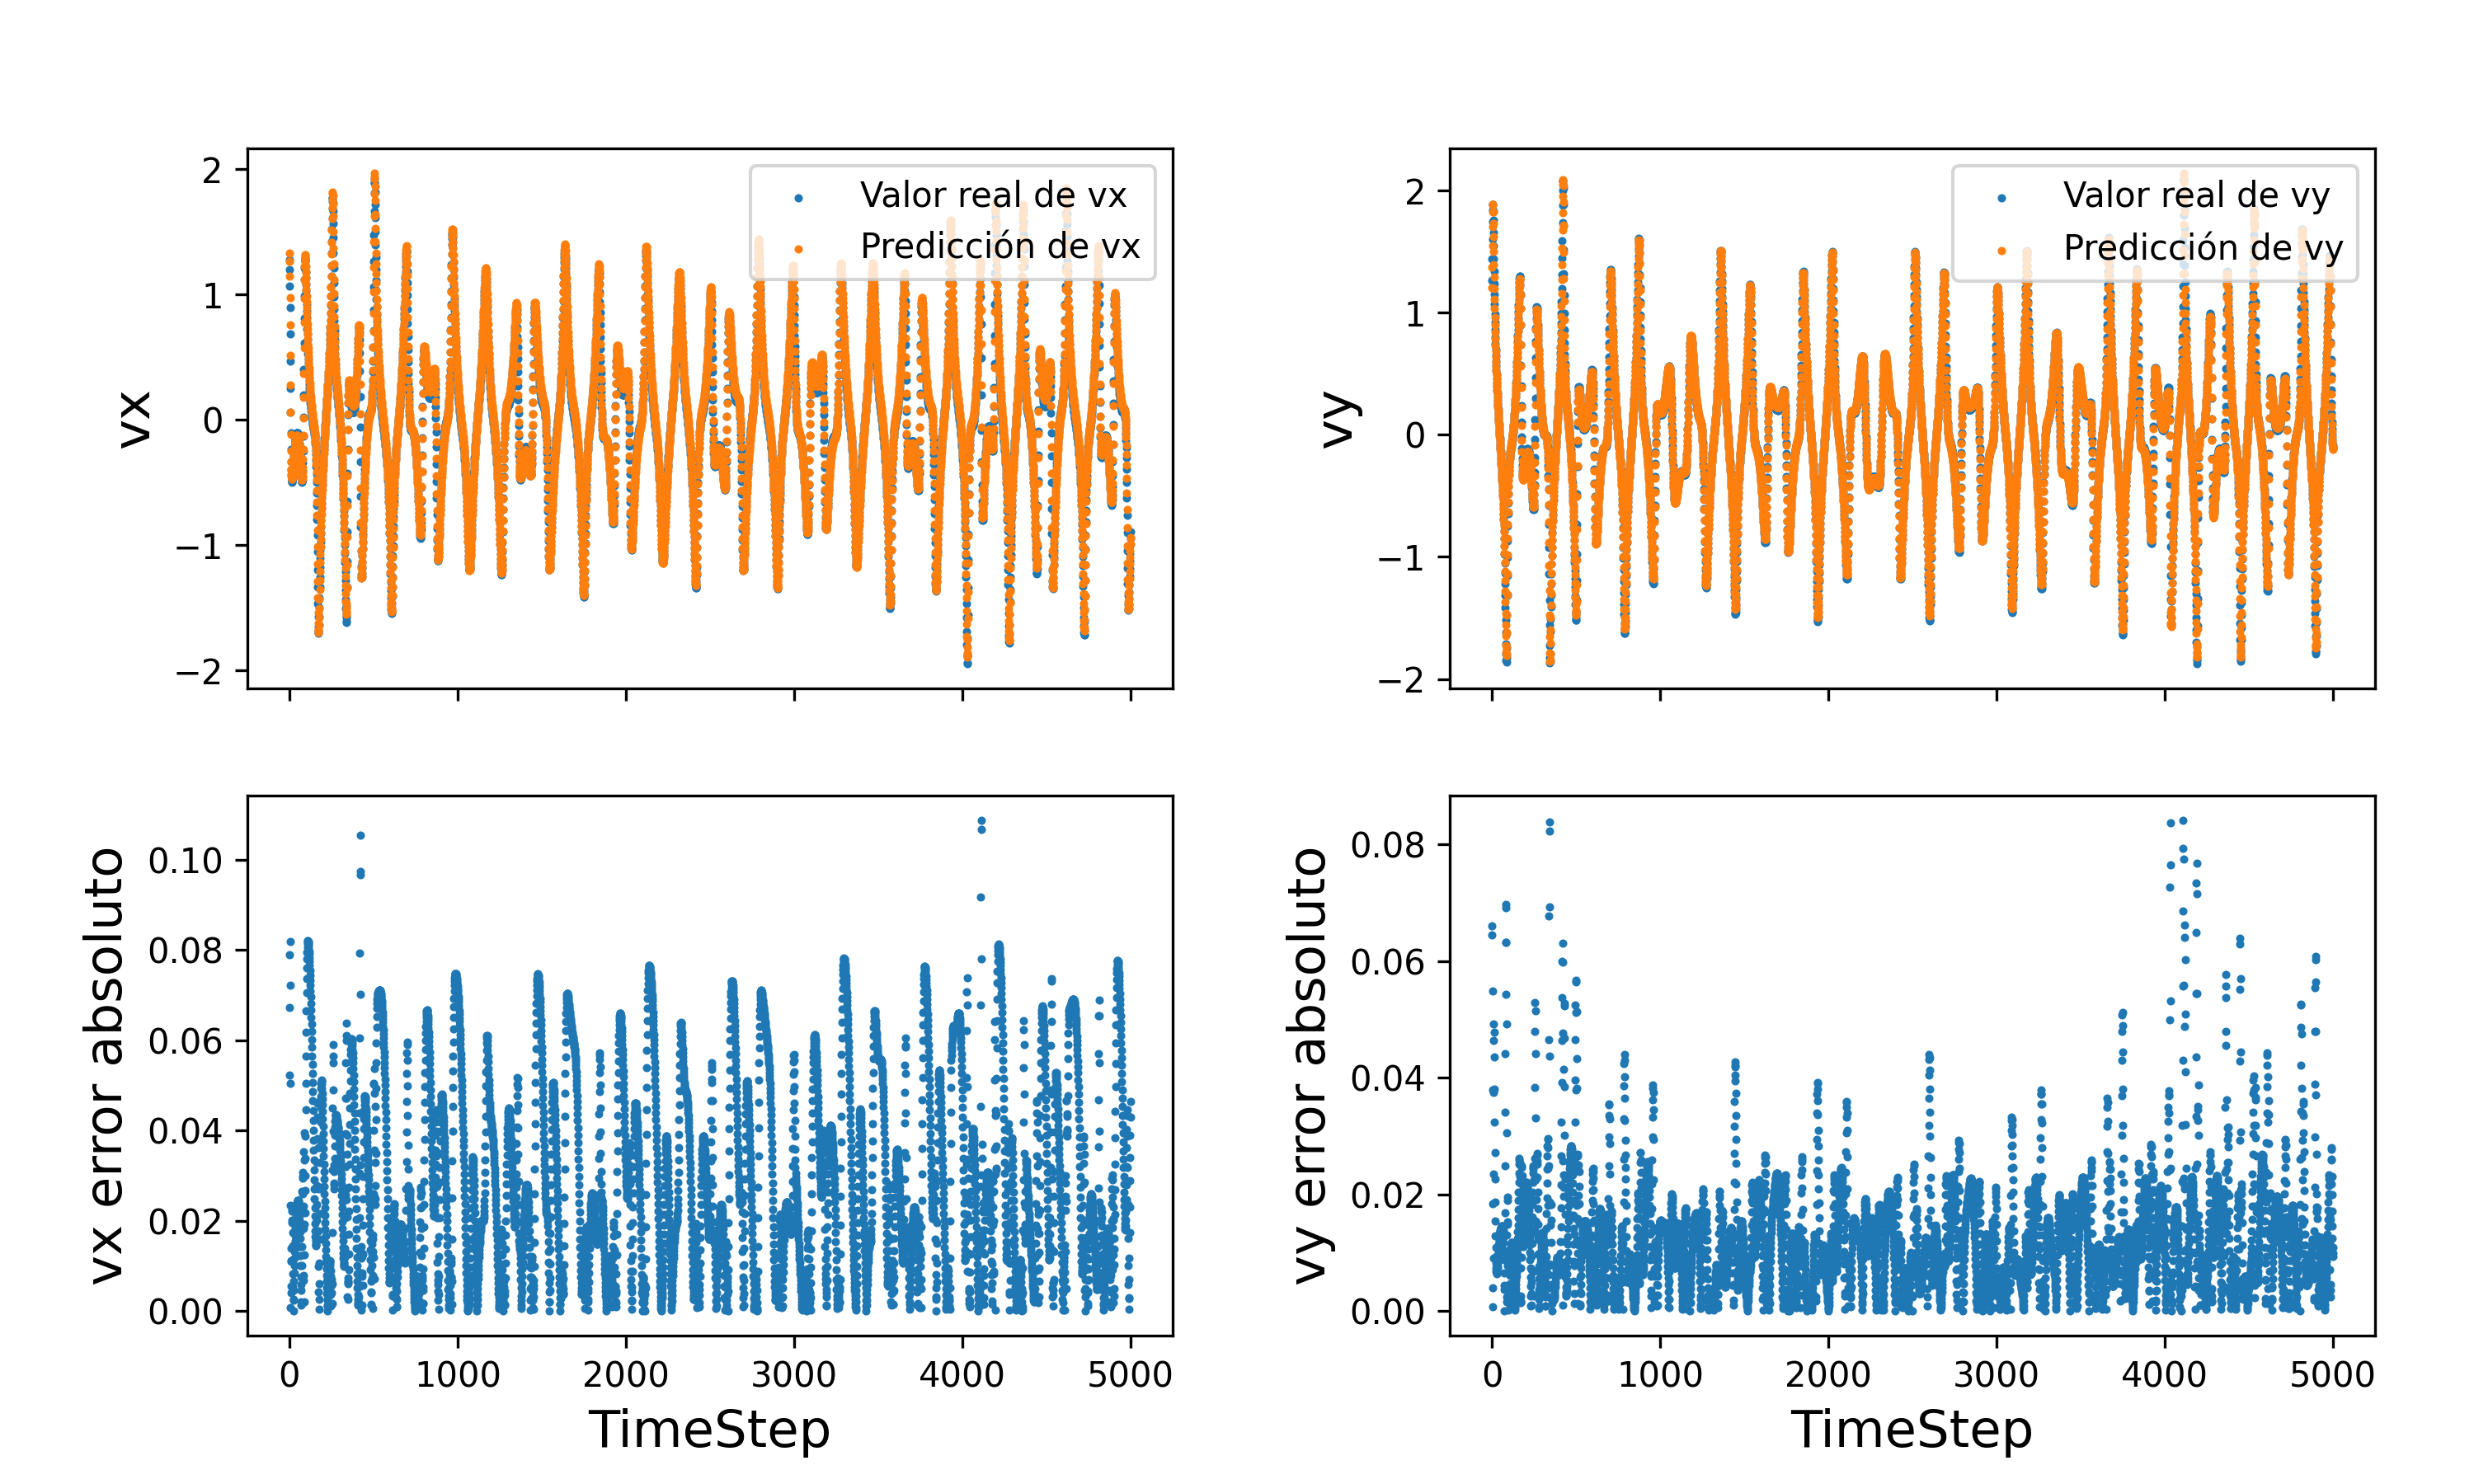 2
1
0
−1
−2
vx
Valor real de vx
Predicción de vx
2
1
0
−1
−2
vy
Valor real de vy
Predicción de vy
0.10
0.08
0.06
0.04
0.02
0.00
vx error absoluto
0 1000 2000 3000 4000 5000
TimeStep
0.08
0.06
0.04
0.02
0.00
vy error absoluto
0 1000 2000 3000 4000 5000
TimeStep